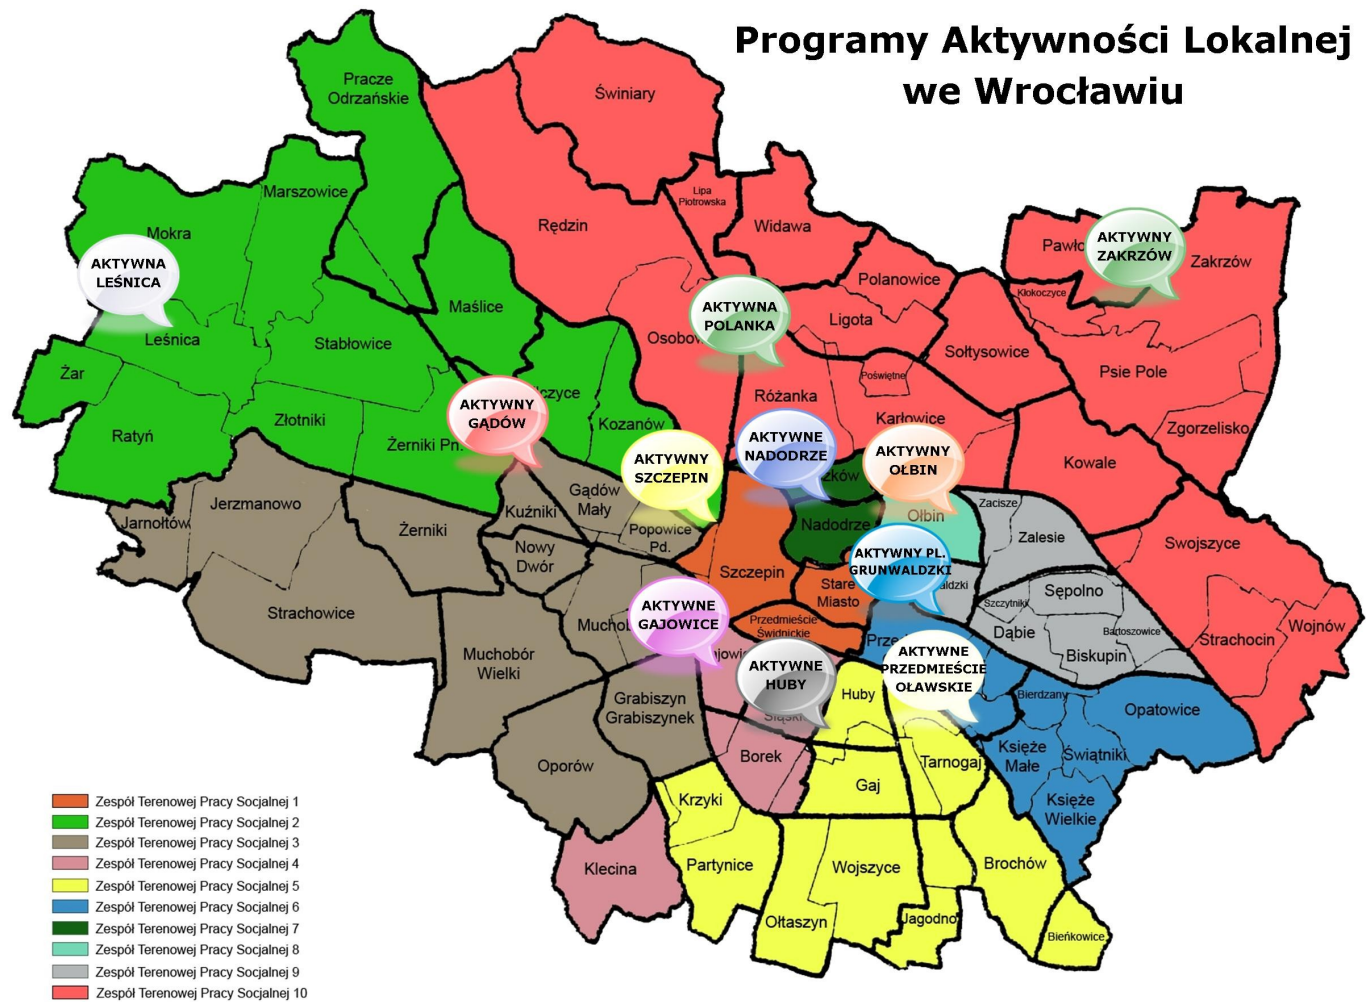 Programy Aktywności Lokalnej
we Wrocławiu
Pracze
Odrzańskie
Świniary
Marszowice
Lipa
Piotrowska
Rędzin
Widawa
Mokra
AKTYWNA
LEŚNICA
Pawło
AKTYWNY
ZAKRZÓW
Zakrzów
Polanowice
Kłokoczyce
Maślice
AKTYWNA
POLANKA
Ligota
Leśnica
Stabłowice
Osobow
Sołtysowice
Żar
Psie Pole
Poświętne
Różanka
Karłowice
czyce
AKTYWNY
GĄDÓW
Kozanów
Złotniki
Ratyń
Żerniki Pn.
Zgorzelisko
AKTYWNE
NADODRZE
AKTYWNY
OŁBIN
AKTYWNY
SZCZEPIN
Kowale
zków
Gądów
Mały
Jerzmanowo
Jarnołtów
Kuźniki
Żerniki
Popowice
Pd.
Nadodrze
Ołbin
Zacisze
Zalesie
Swojszyce
Nowy
Dwór
AKTYWNY PL.
GRUNWALDZKI
Szczepin
Stare
Miasto
aldzki
Sępolno
Szczytniki
Strachowice
AKTYWNE
GAJOWICE
Muchob
Przedmieście
Świdnickie
Dąbie
Bartoszowice
Biskupin
Strachocin
Wojnów
Muchobór
Wielki
ajowi
AKTYWNE
HUBY
Prze
AKTYWNE
PRZEDMIEŚCIE
OŁAWSKIE
Grabiszyn
Grabiszynek
Huby
Bierdzany
Opatowice
Borek
Księże
Małe
Świątniki
Oporów
Tarnogaj
Gaj
Krzyki
Księże
Wielkie
Klecina
Partynice
Wojszyce
Brochów
Ołtaszyn
Jagodno
Bieńkowice
Zespół Terenowej Pracy Socjalnej 1
Zespół Terenowej Pracy Socjalnej 2
Zespół Terenowej Pracy Socjalnej 3
Zespół Terenowej Pracy Socjalnej 4
Zespół Terenowej Pracy Socjalnej 5
Zespół Terenowej Pracy Socjalnej 6
Zespół Terenowej Pracy Socjalnej 7
Zespół Terenowej Pracy Socjalnej 8
Zespół Terenowej Pracy Socjalnej 9
Zespół Terenowej Pracy Socjalnej 10